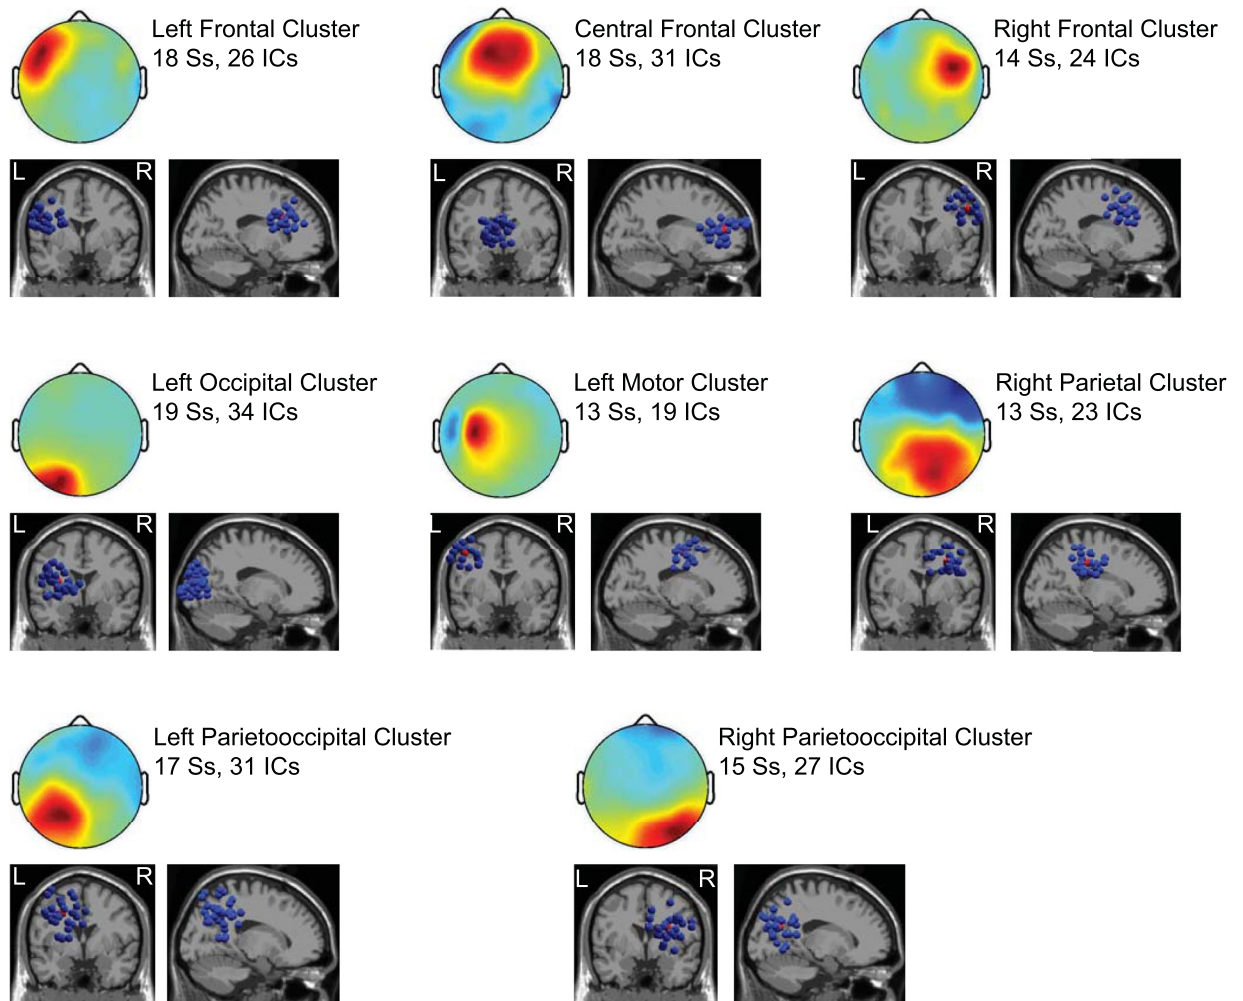 Left Frontal Cluster
18 Ss, 26 ICs
Central Frontal Cluster
18 Ss, 31 ICs
Right Frontal Cluster
14 Ss, 24 ICs
L R
L R
L R
Left Occipital Cluster
19 Ss, 34 ICs
Left Motor Cluster
13 Ss, 19 ICs
Right Parietal Cluster
13 Ss, 23 ICs
L R
L R
L R
Left Parietooccipital Cluster
17 Ss, 31 ICs
Right Parietooccipital Cluster
15 Ss, 27 ICs
L R
L R